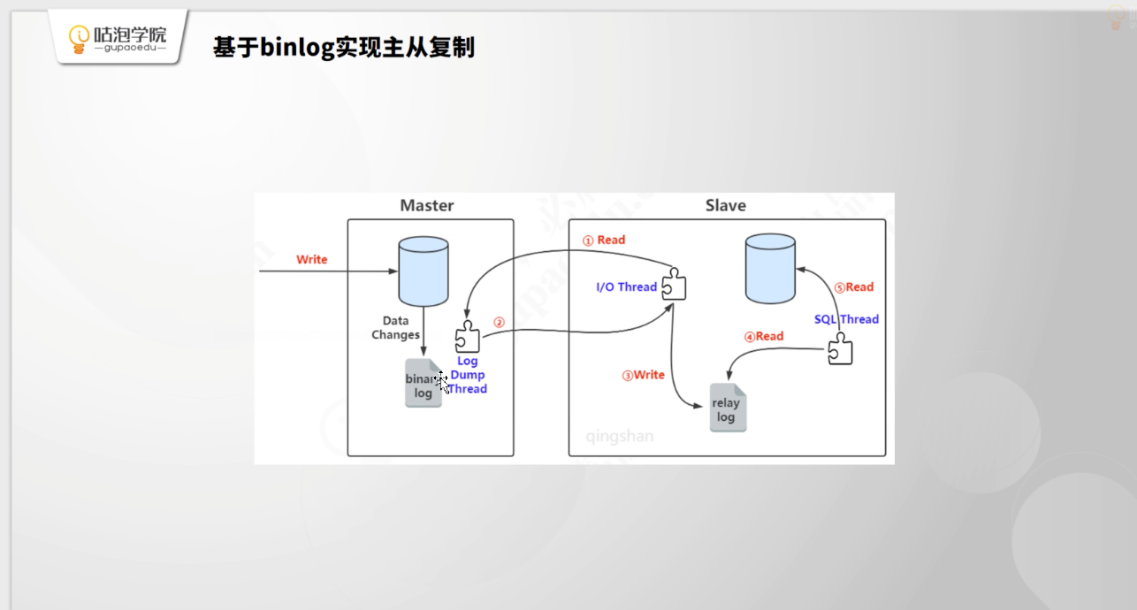 咕泡学院
gupaoedu
基于binlog实现主从复制
Master
Slave
Write
① Read
I/O Thread
⑤Read
Data
Changes
②
SQL Thread
④Read
Log
Dump
Thread
binary
log
③Write
relay
log
qingshan